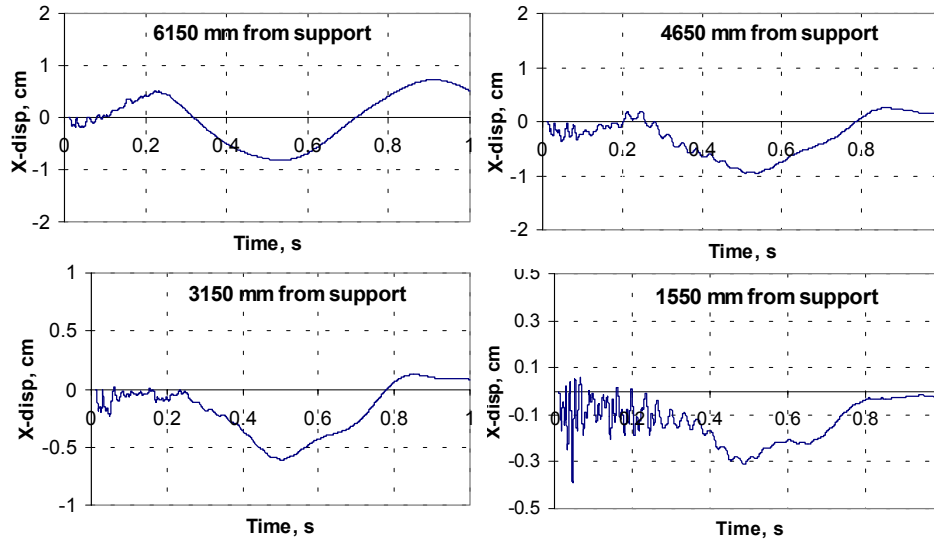 6150 mm from support
X-disp, cm
2
1
0
-1
-2
0 0.2 0.4 0.6 0.8 1
Time, s
4650 mm from support
X-disp, cm
2
1
0
-1
-2
0 0.2 0.4 0.6 0.8
Time, s
3150 mm from support
X-disp, cm
1
0.5
0
-0.5
-1
0 0.2 0.4 0.6 0.8 1
Time, s
1550 mm from support
X-disp, cm
0.5
0.3
0.1
-0.1
-0.3
-0.5
0 0.2 0.4 0.6 0.8
Time, s